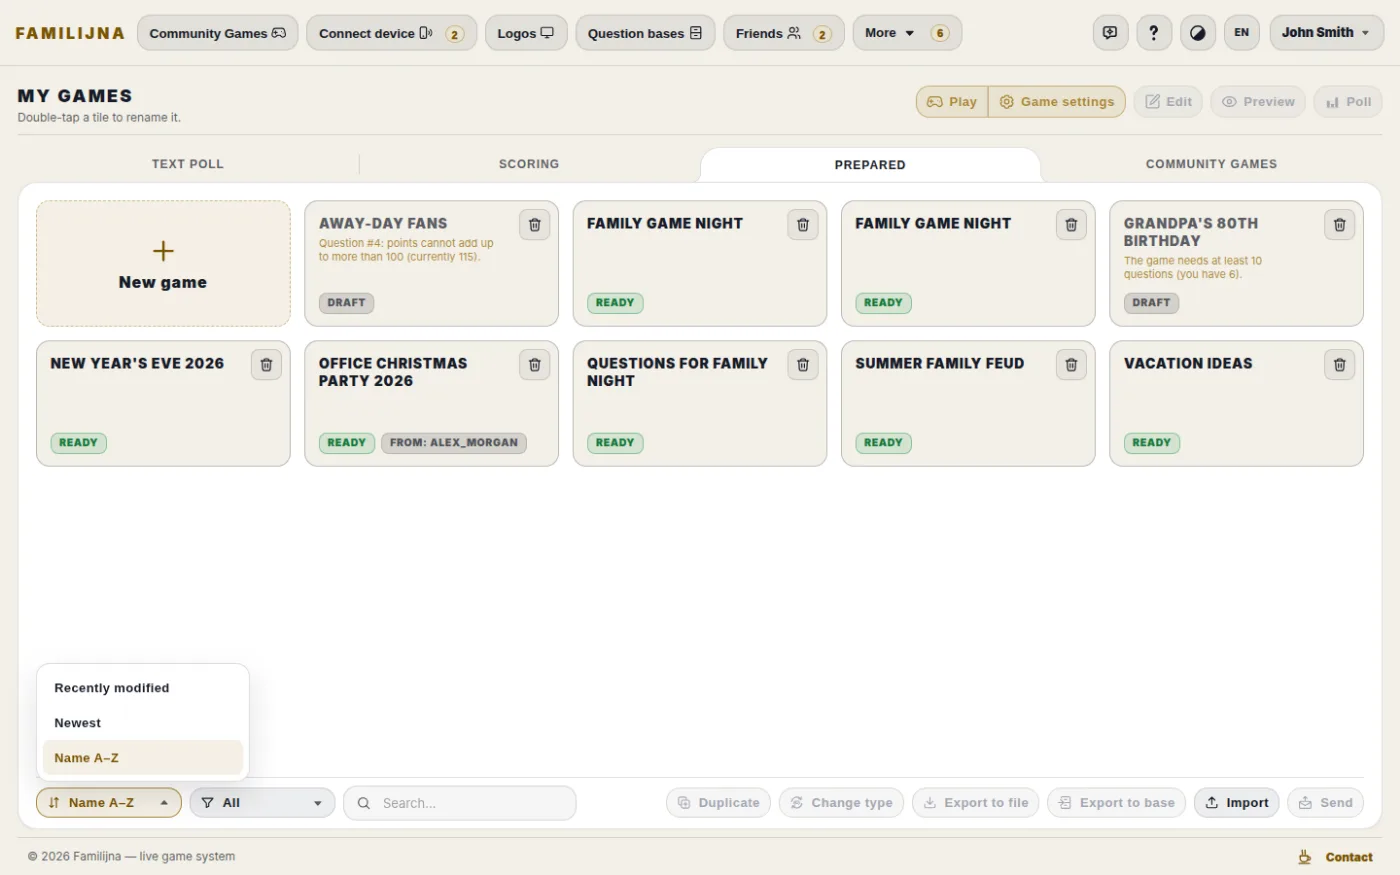 FAMILIJNA
Community Games
Connect device 2
Logos
Question bases
Friends 2
More 6
?
EN
John Smith
MY GAMES
Double-tap a tile to rename it.
Play
Game settings
Edit
Preview
Poll
TEXT POLL
SCORING
PREPARED
COMMUNITY GAMES
New game
AWAY-DAY FANS
Question #4: points cannot add up
to more than 100 (currently 115).
DRAFT
FAMILY GAME NIGHT
READY
FAMILY GAME NIGHT
READY
GRANDPA'S 80TH
BIRTHDAY
The game needs at least 10
questions (you have 6).
DRAFT
NEW YEAR'S EVE 2026
READY
OFFICE CHRISTMAS
PARTY 2026
READY
FROM: ALEX_MORGAN
QUESTIONS FOR FAMILY
NIGHT
READY
SUMMER FAMILY FEUD
READY
VACATION IDEAS
READY
Recently modified
Newest
Name A–Z
Name A–Z
All
Search...
Duplicate
Change type
Export to file
Export to base
Import
Send
© 2026 Familijna — live game system
Contact